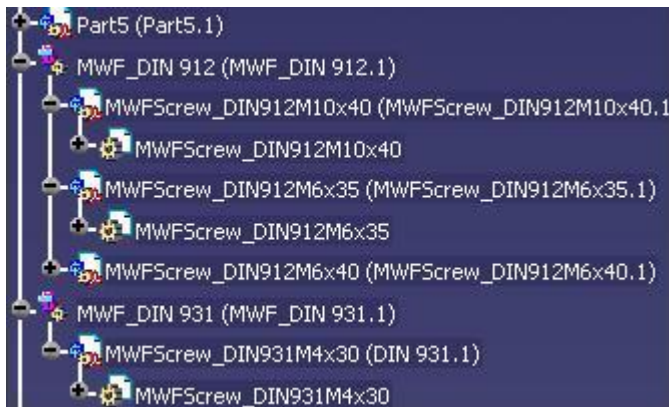 Part5 (Part5.1)
MWF_DIN 912 (MWF_DIN 912.1)
MWFScrew_DIN912M10x40 (MWFScrew_DIN912M10x40.1
MWFScrew_DIN912M10x40
MWFScrew_DIN912M6x35 (MWFScrew_DIN912M6x35.1)
MWFScrew_DIN912M6x35
MWFScrew_DIN912M6x40 (MWFScrew_DIN912M6x40.1)
MWF_DIN 931 (MWF_DIN 931.1)
MWFScrew_DIN931M4x30 (DIN 931.1)
MWFScrew_DIN931M4x30